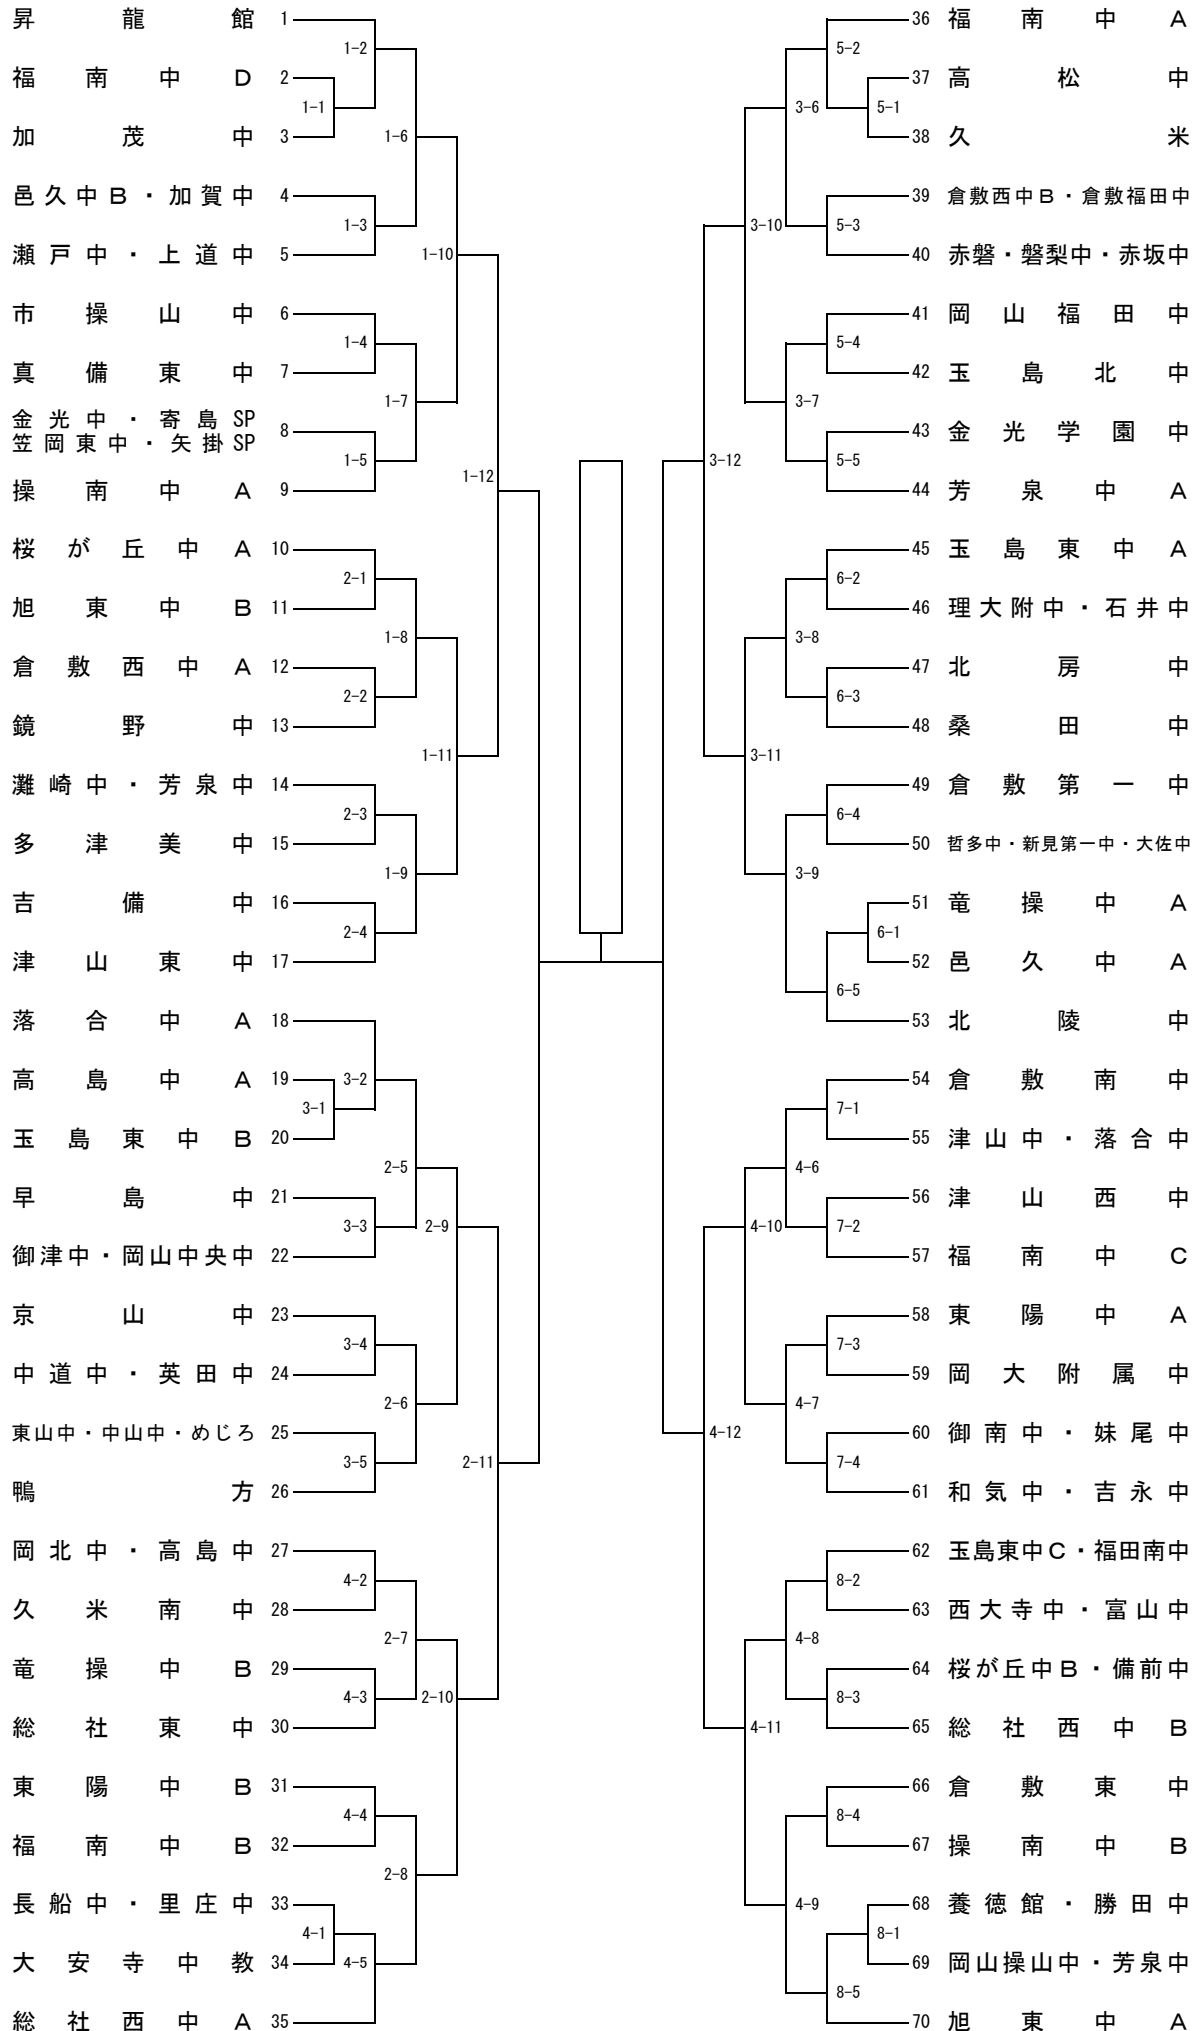 昇龍館 1
1-2
福南中D 2
1-1
加茂中 3
1-6
邑久中B・加賀中 4
1-3
瀬戸中・上道中 5
1-10
市操山中 6
1-4
真備東中 7
1-7
金光中・寄島SP
笠岡東中・矢掛SP 8
1-5
1-12
操南中A 9
桜が丘中A 10
2-1
旭東中B 11
1-8
倉敷西中A 12
2-2
鏡野中 13
1-11
灘崎中・芳泉中 14
2-3
多津美中 15
1-9
吉備中 16
2-4
津山東中 17
落合中A 18
高島中A 19
3-2
3-1
玉島東中B 20
2-5
早島中 21
3-3
2-9
御津中・岡山中央中 22
京山中 23
3-4
中道中・英田中 24
2-6
東山中・中山中・めじろ 25
3-5
2-11
鴨方 26
岡北中・高島中 27
4-2
久米南中 28
2-7
竜操中B 29
4-3
2-10
総社東中 30
東陽中B 31
4-4
福南中B 32
2-8
長船中・里庄中 33
4-1
大安寺中教 34
4-5
総社西中A 35
36 福南中A
5-2
37 高松中
3-6
5-1
38 久米
39 倉敷西中B・倉敷福田中
3-10
5-3
40 赤磐・磐梨中・赤坂中
41 岡山福田中
5-4
42 玉島北中
3-7
43 金光学園中
3-12
5-5
44 芳泉中A
45 玉島東中A
6-2
46 理大附中・石井中
3-8
47 北房中
6-3
48 桑田中
3-11
49 倉敷第一中
6-4
50 哲多中・新見第一中・大佐中
3-9
51 竜操中A
6-1
52 邑久中A
6-5
53 北陵中
54 倉敷南中
7-1
55 津山中・落合中
4-6
56 津山西中
4-10
7-2
57 福南中C
58 東陽中A
7-3
59 岡大附属中
4-7
60 御南中・妹尾中
4-12
7-4
61 和気中・吉永中
62 玉島東中C・福田南中
8-2
63 西大寺中・富山中
4-8
64 桜が丘中B・備前中
8-3
65 総社西中B
4-11
66 倉敷東中
8-4
67 操南中B
4-9
68 養徳館・勝田中
8-1
69 岡山操山中・芳泉中
8-5
70 旭東中A